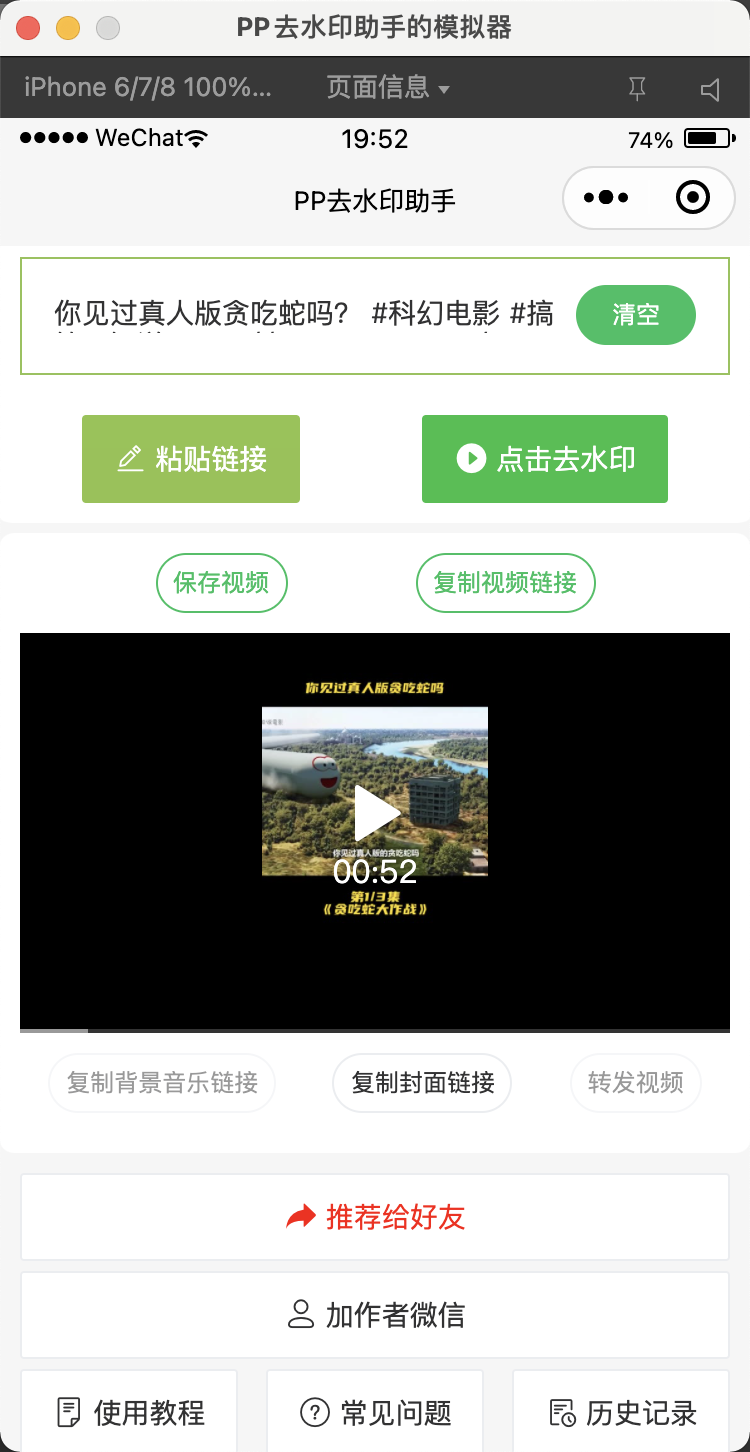 PP去水印助手的模拟器
iPhone 6/7/8 100%...
页面信息
WeChat
19:52
74%
PP去水印助手
你见过真人版贪吃蛇吗? #科幻电影 #搞
清空
粘贴链接
点击去水印
保存视频
复制视频链接
你见过真人版贪吃蛇吗
你见过真人版的贪吃蛇吗
00:52
第1/3集
《贪吃蛇大作战》
复制背景音乐链接
复制封面链接
转发视频
推荐给好友
加作者微信
使用教程
常见问题
历史记录